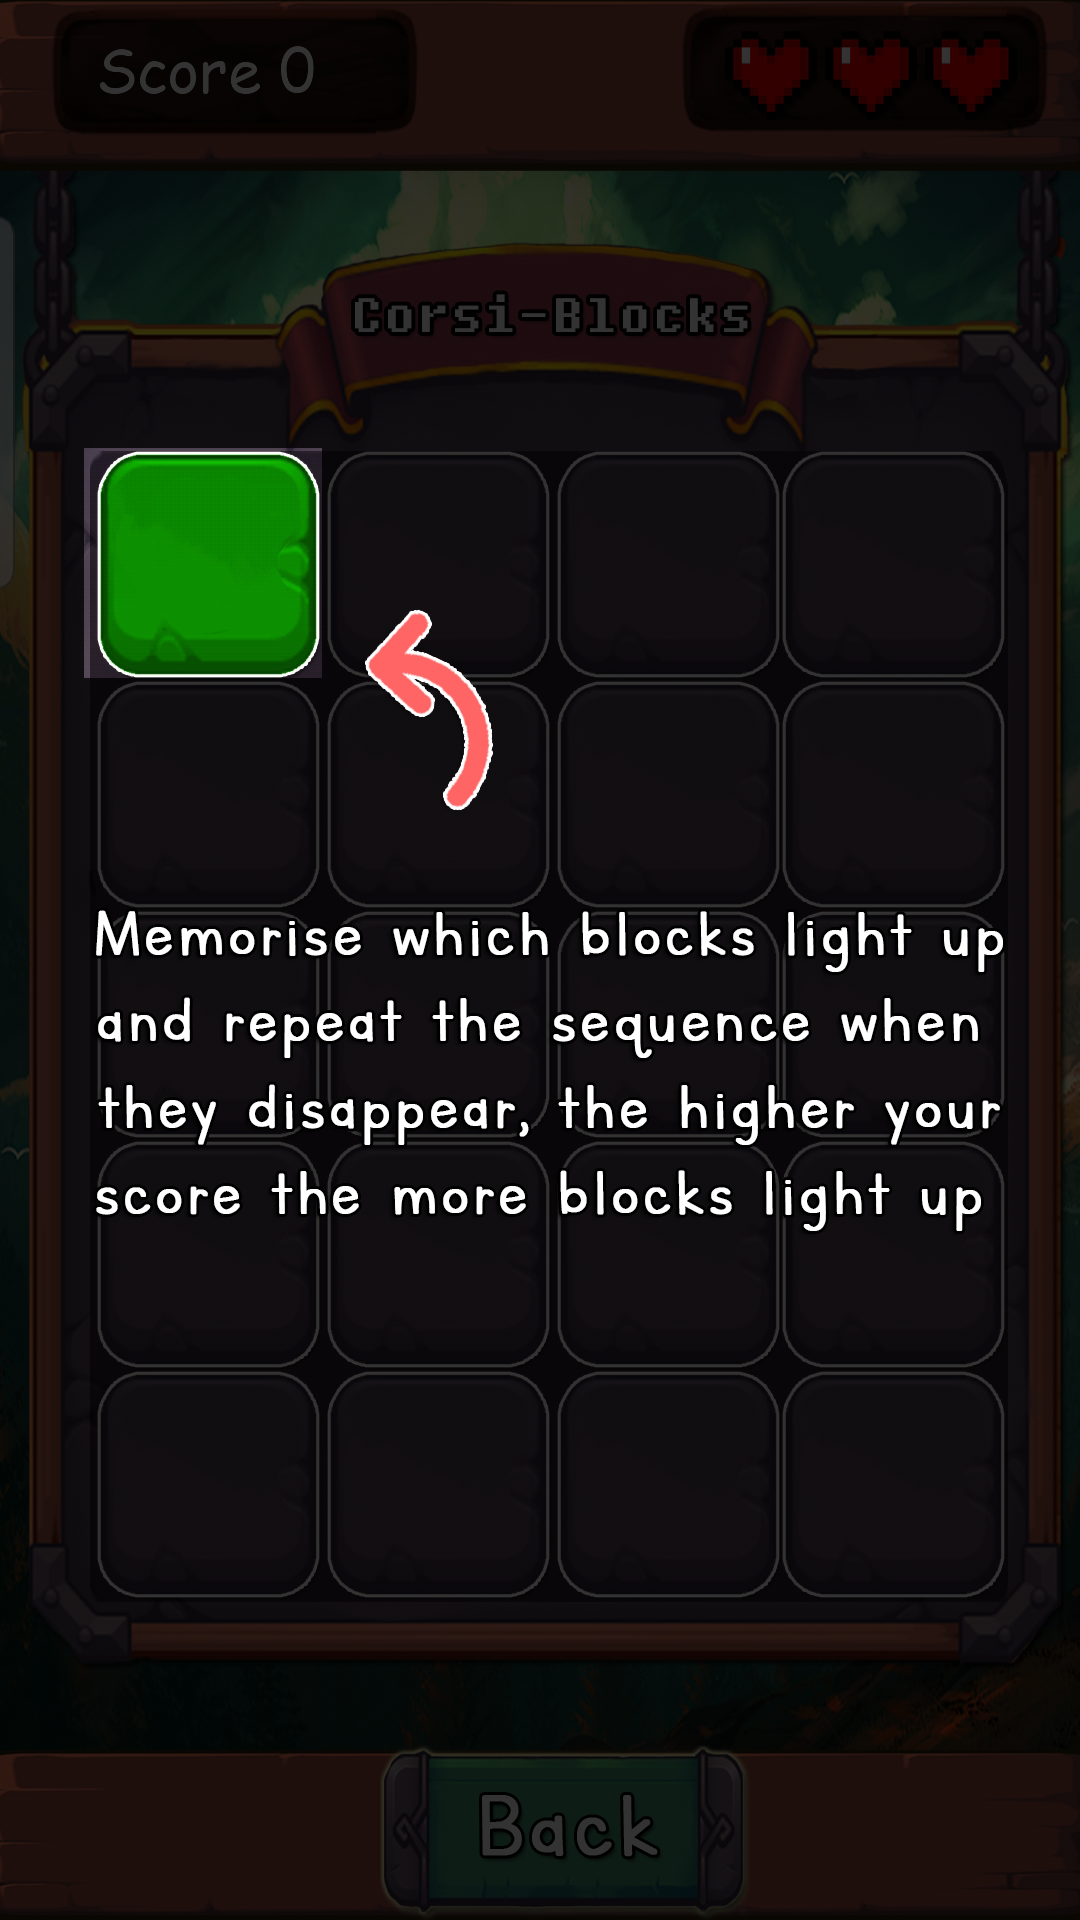 Score 0
Corsi-Blocks
Memorise which blocks light up
and repeat the sequence when
they disappear, the higher your
score the more blocks light up
Back